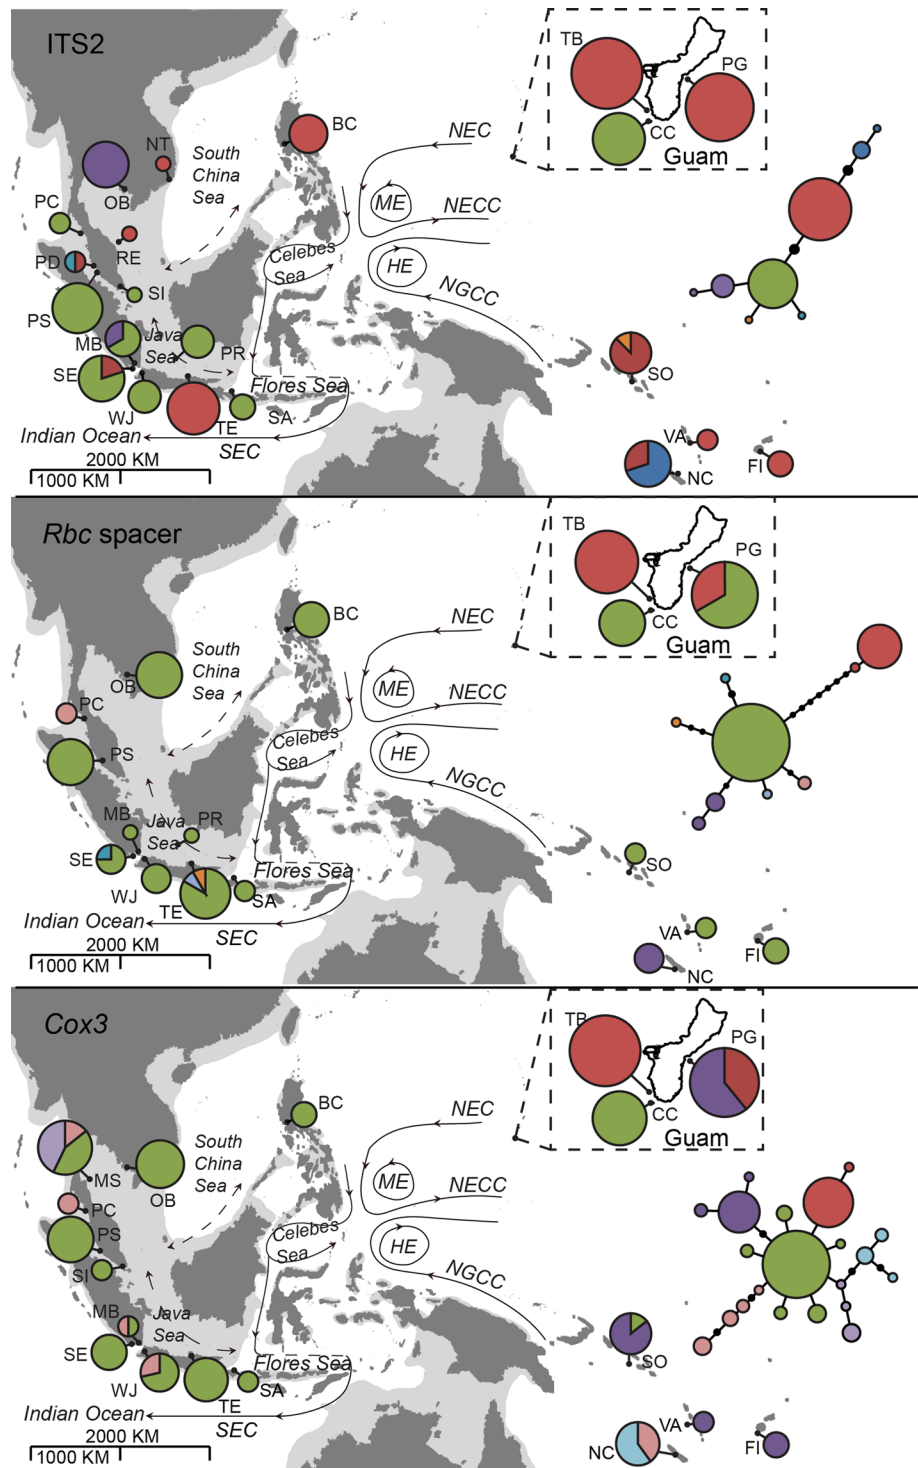 ITS2
TB
PG
CC
Guam
BC
NEC
NT
South
China
Sea
OB
ME
NECC
PC
RE
Celebes
Sea
HE
PD
SI
NGCC
PS
MB
Java
Sea
PR
SO
SE
Flores Sea
WJ
TE
SA
Indian Ocean
SEC
VA
FI
NC
2000 KM
1000 KM
Rbc spacer
TB
PG
CC
Guam
BC
NEC
South
China
Sea
OB
ME
NECC
PC
Celebes
Sea
PS
HE
NGCC
MB
Java
Sea
PR
SE
SO
Flores Sea
WJ
TE
SA
Indian Ocean
SEC
VA
FI
NC
2000 KM
1000 KM
Cox3
TB
PG
CC
Guam
BC
NEC
South
China
Sea
MS
OB
ME
NECC
PC
PS
Celebes
Sea
HE
SI
NGCC
MB
Java
Sea
SE
SO
Flores Sea
WJ
TE
SA
Indian Ocean
SEC
VA
NC
FI
2000 KM
1000 KM